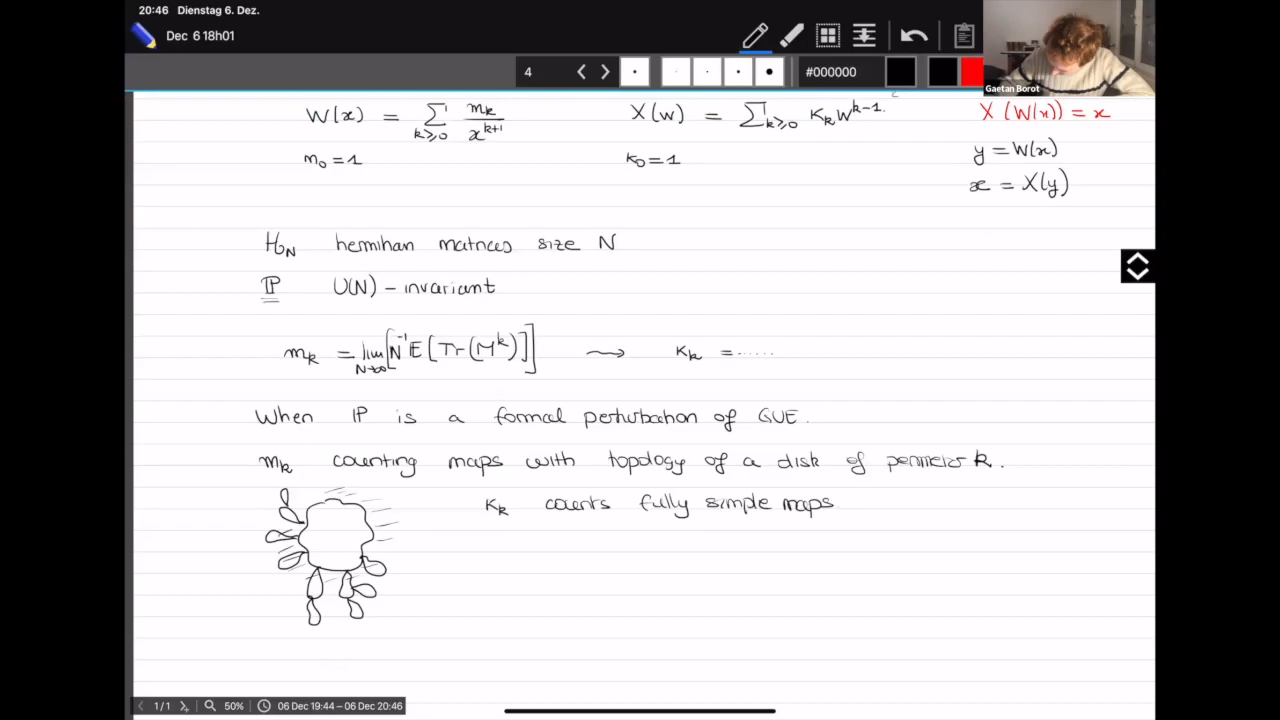 20:46 Dienstag 6. Dez.
Dec 6 18h01
4 #000000
Gaetan Borot
W(x) = ∑_{k≥0} m_k / x^{k+1} X(w) = ∑_{k≥0} κ_k w^{k-1}. X(W(x)) = x
m_0 = 1 κ_0 = 1 y = W(x)
x = X(y)
H_N hermitian matrices size N
ℙ U(N) - invariant
m_k = lim_{N→∞} [N^{-1} E[Tr(M^k)]] ⇝ κ_k = ......
When ℙ is a formal perturbation of GUE.
m_k counting maps with topology of a disk of perimeter k.
κ_k counts fully simple maps
1/1 50% 06 Dec 19:44 – 06 Dec 20:46